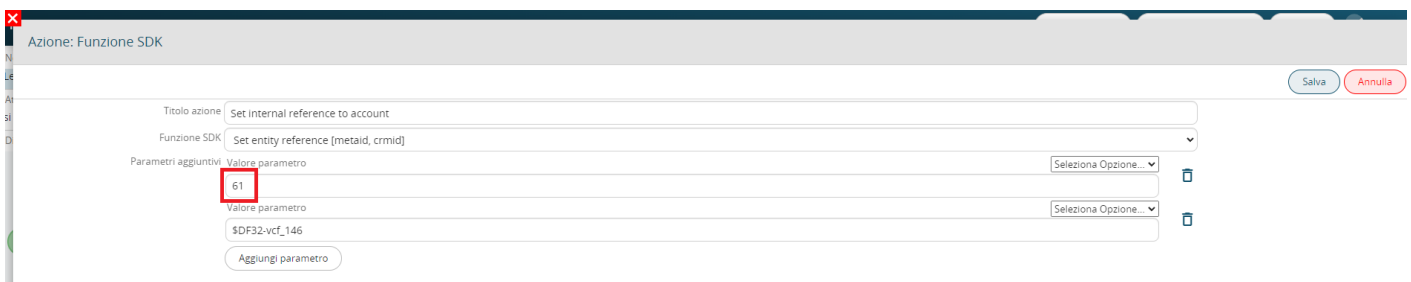 Azione: Funzione SDK
Salva
Annulla
Titolo azione
Set internal reference to account
Funzione SDK
Set entity reference [metaid, crmid]
Parametri aggiuntivi
Valore parametro
Seleziona Opzione...
61
Valore parametro
Seleziona Opzione...
$DF32-vcf_146
Aggiungi parametro